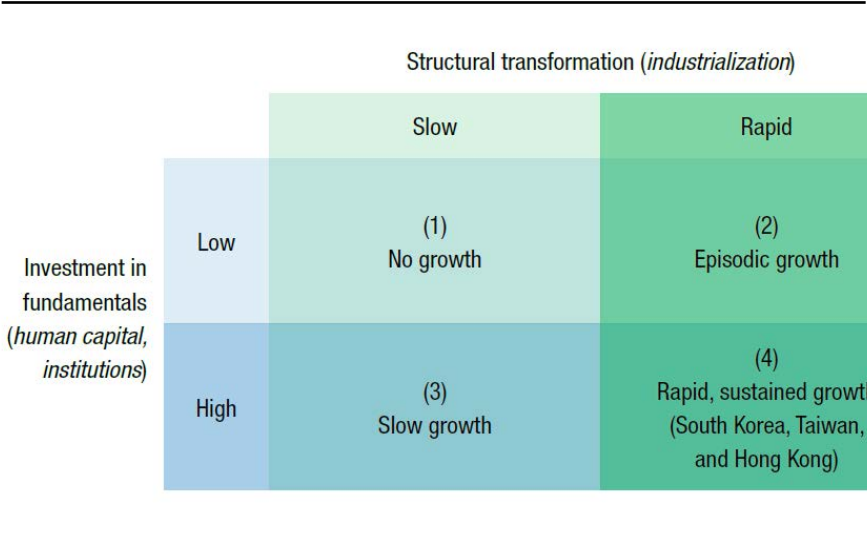 Structural transformation (industrialization)
Slow
Rapid
Investment in
fundamentals
(human capital,
institutions)
Low
(1)
No growth
(2)
Episodic growth
High
(3)
Slow growth
(4)
Rapid, sustained growth
(South Korea, Taiwan,
and Hong Kong)